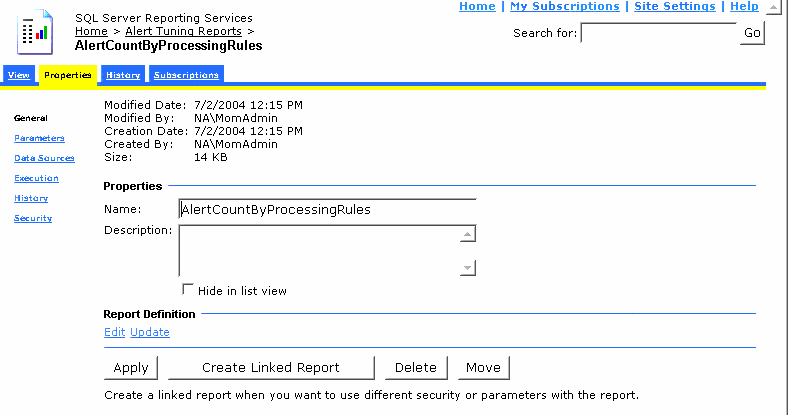 Home | My Subscriptions | Site Settings | Help
SQL Server Reporting Services
Home > Alert Tuning Reports >
AlertCountByProcessingRules
Search for: Go
View Properties History Subscriptions
General
Parameters
Data Sources
Execution
History
Security
Modified Date: 7/2/2004 12:15 PM
Modified By: NA\MomAdmin
Creation Date: 7/2/2004 12:15 PM
Created By: NA\MomAdmin
Size: 14 KB
Properties
Name: AlertCountByProcessingRules
Description:
Hide in list view
Report Definition
Edit Update
Apply Create Linked Report Delete Move
Create a linked report when you want to use different security or parameters with the report.